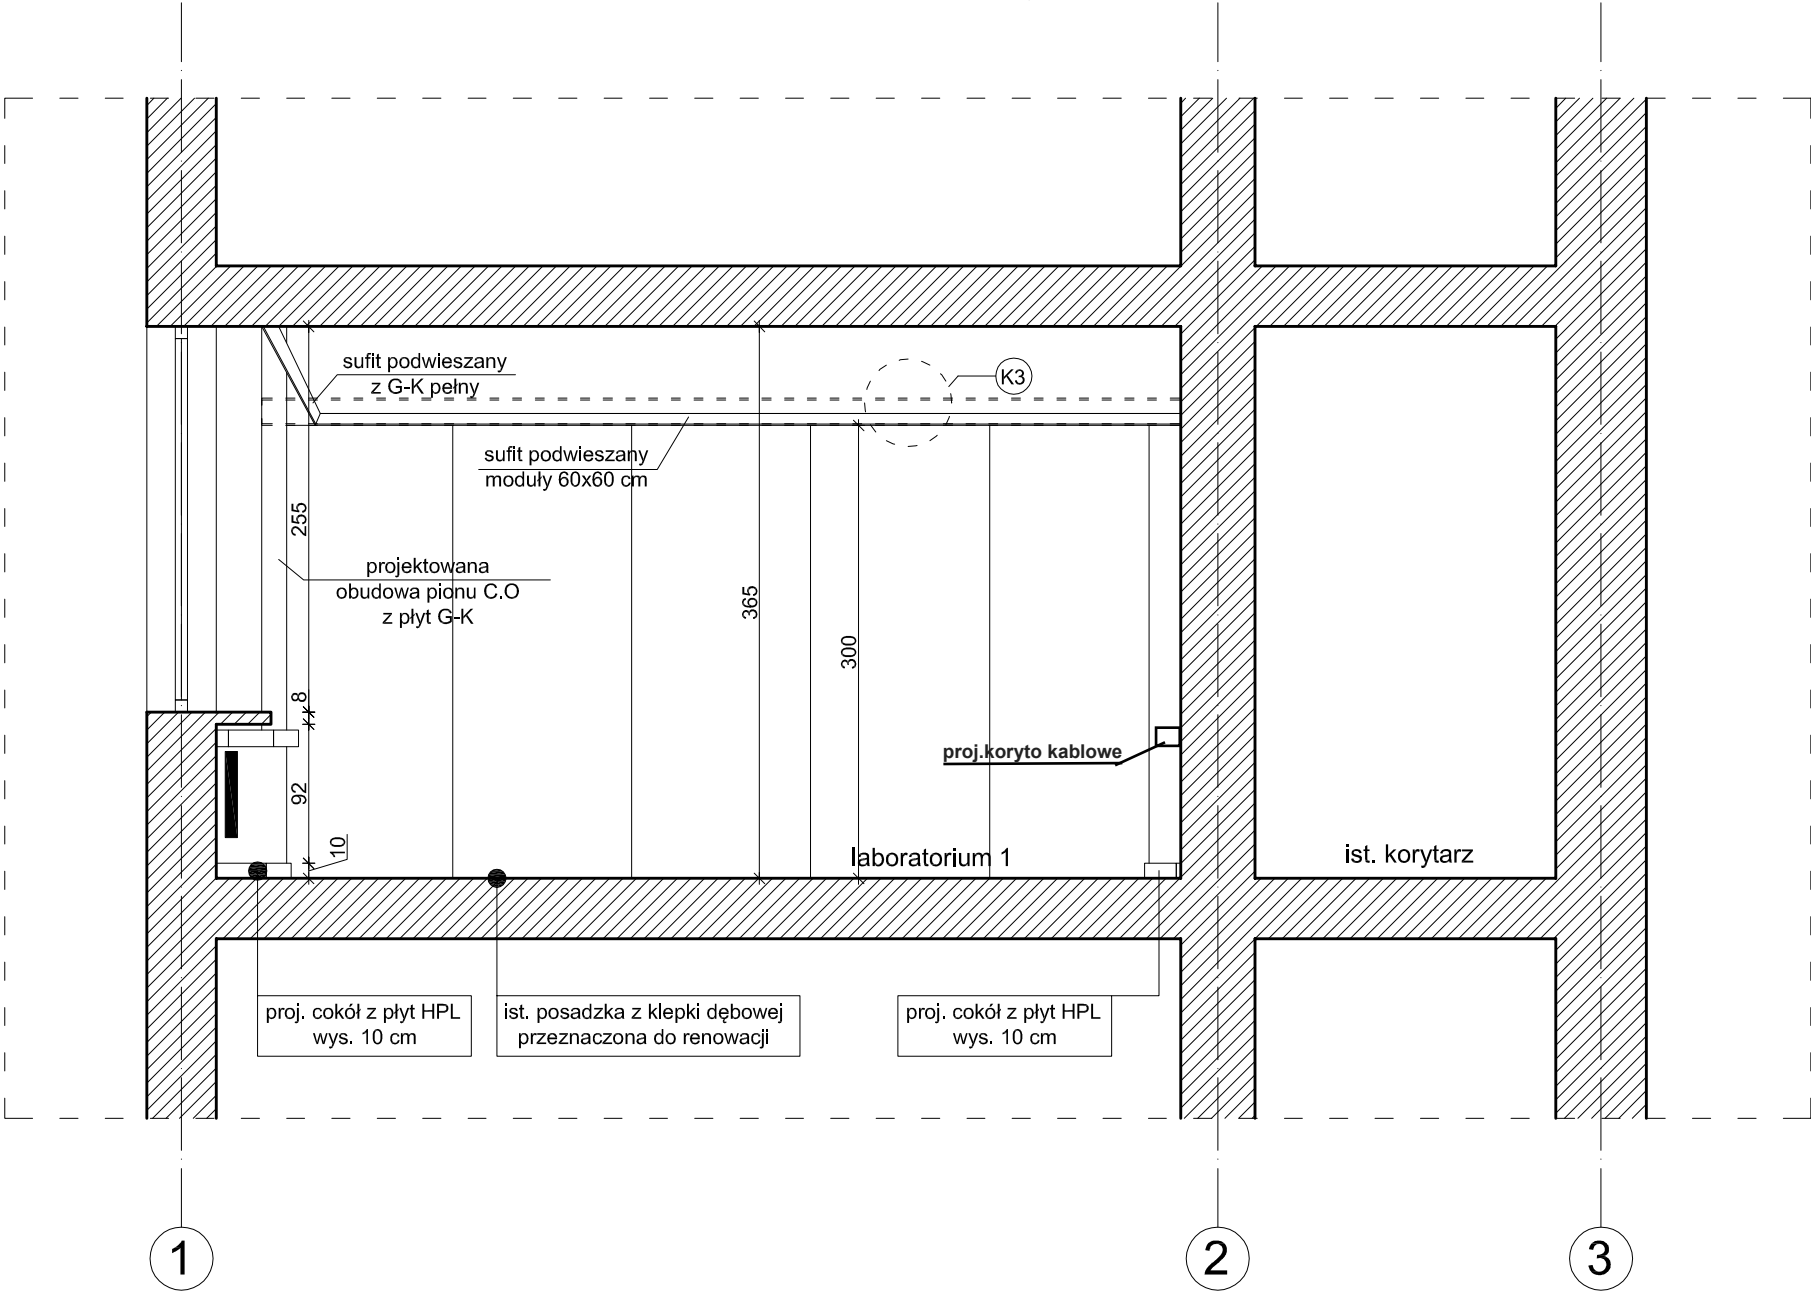 sufit podwieszany
z G-K pełny
K3
sufit podwieszany
moduły 60x60 cm
255
projektowana
obudowa pionu C.O
z płyt G-K
365
300
8
proj.koryto kablowe
92
10
laboratorium 1
ist. korytarz
proj. cokół z płyt HPL
wys. 10 cm
ist. posadzka z klepki dębowej
przeznaczona do renowacji
proj. cokół z płyt HPL
wys. 10 cm
1
2
3